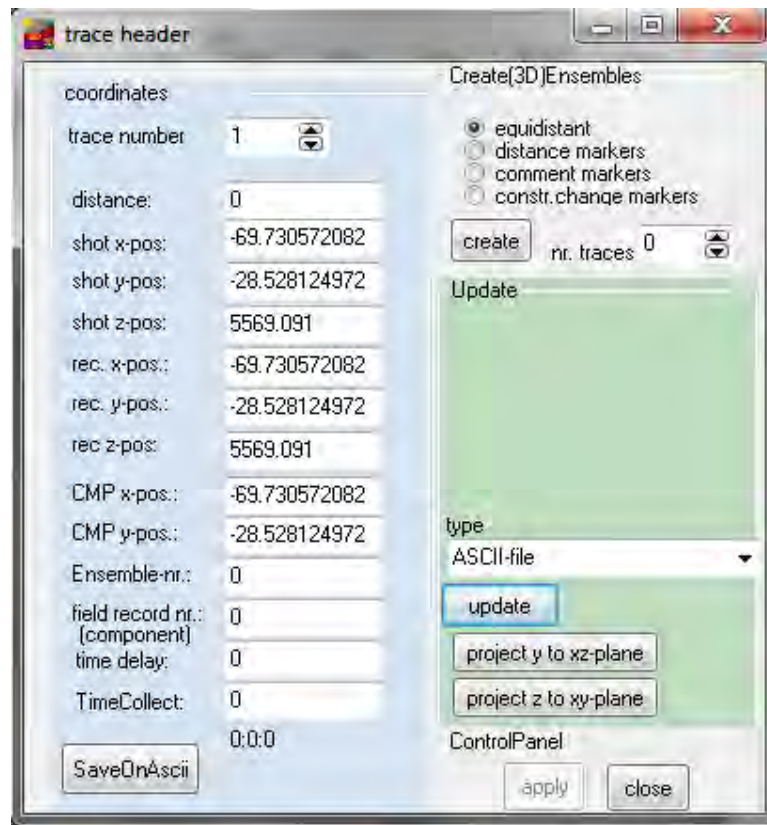 trace header
coordinates
trace number 1
distance: 0
shot x-pos: -69.730572082
shot y-pos: -28.528124972
shot z-pos: 5569.091
rec. x-pos.: -69.730572082
rec. y-pos.: -28.528124972
rec z-pos: 5569.091
CMP x-pos.: -69.730572082
CMP y-pos.: -28.528124972
Ensemble-nr.: 0
field record nr.: 0
(component)
time delay: 0
TimeCollect: 0
0:0:0
SaveOnAscii
Create(3D)Ensembles
equidistant
distance markers
comment markers
constr.change markers
create nr. traces 0
Update
type
ASCII-file
update
project y to xz-plane
project z to xy-plane
ControlPanel
apply close